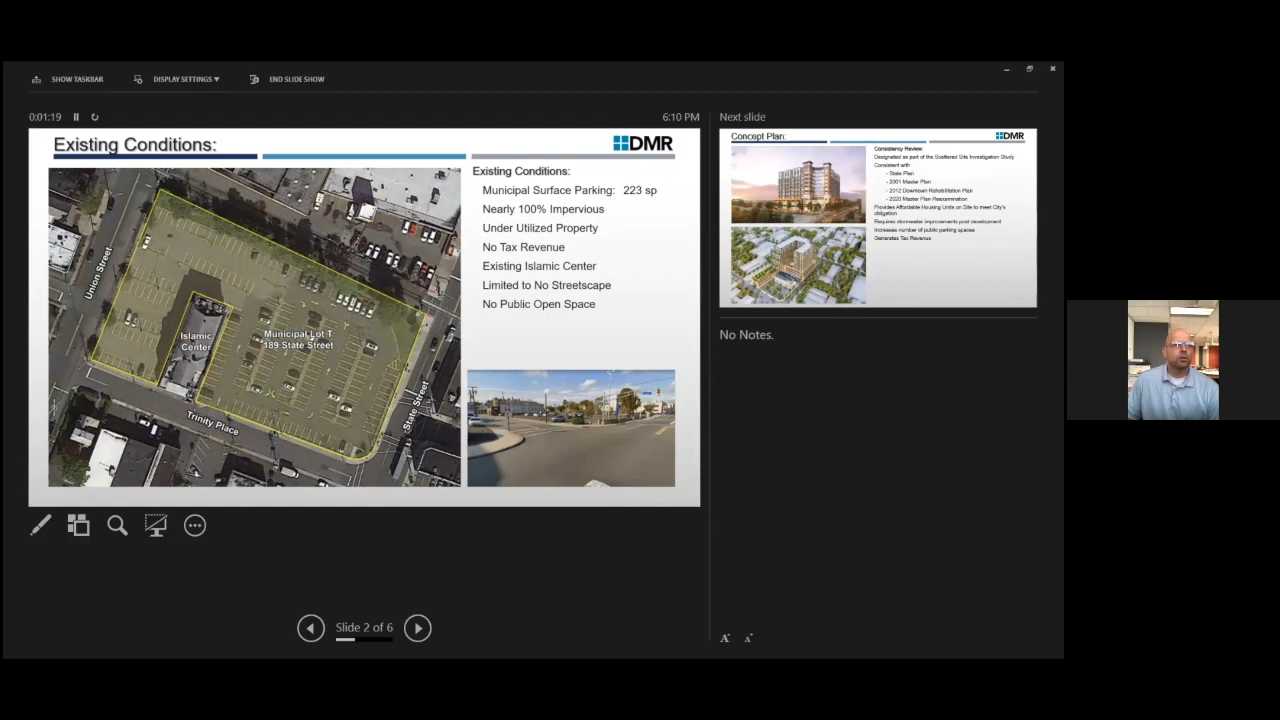 SHOW TASKBAR
DISPLAY SETTINGS ▼
END SLIDE SHOW
0:01:19
6:10 PM
Existing Conditions:
DMR
Union Street
Islamic
Center
Municipal Lot T
189 State Street
Trinity Place
State Street
Existing Conditions:
Municipal Surface Parking: 223 sp
Nearly 100% Impervious
Under Utilized Property
No Tax Revenue
Existing Islamic Center
Limited to No Streetscape
No Public Open Space
Slide 2 of 6
Next slide
Concept Plan:
DMR
Consistency Review:
Designated as part of the Scattered Site Investigation Study
Consistent with
- State Plan
- 2001 Master Plan
- 2012 Downtown Rehabilitation Plan
- 2020 Master Plan Reexamination
Provides Affordable Housing Units on Site to meet City's
obligation
Requires stormwater improvements post development
Increases number of public parking spaces
Generates Tax Revenue
No Notes.
A A